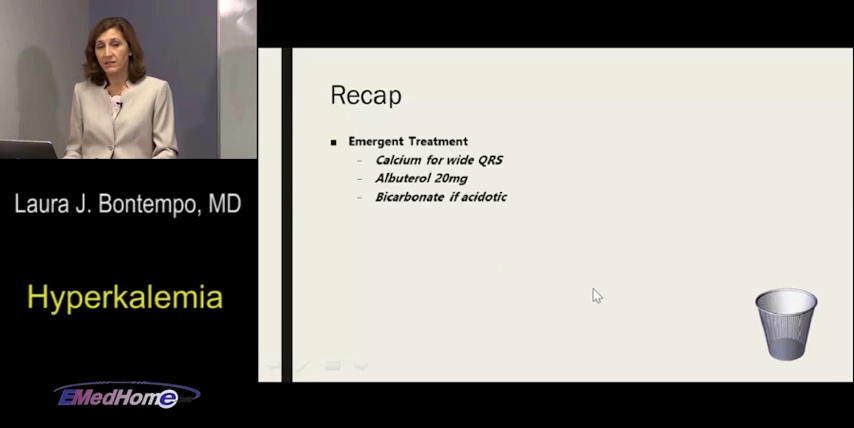 Recap
■ Emergent Treatment
– Calcium for wide QRS
– Albuterol 20mg
– Bicarbonate if acidotic
Laura J. Bontempo, MD
Hyperkalemia
EMedHome